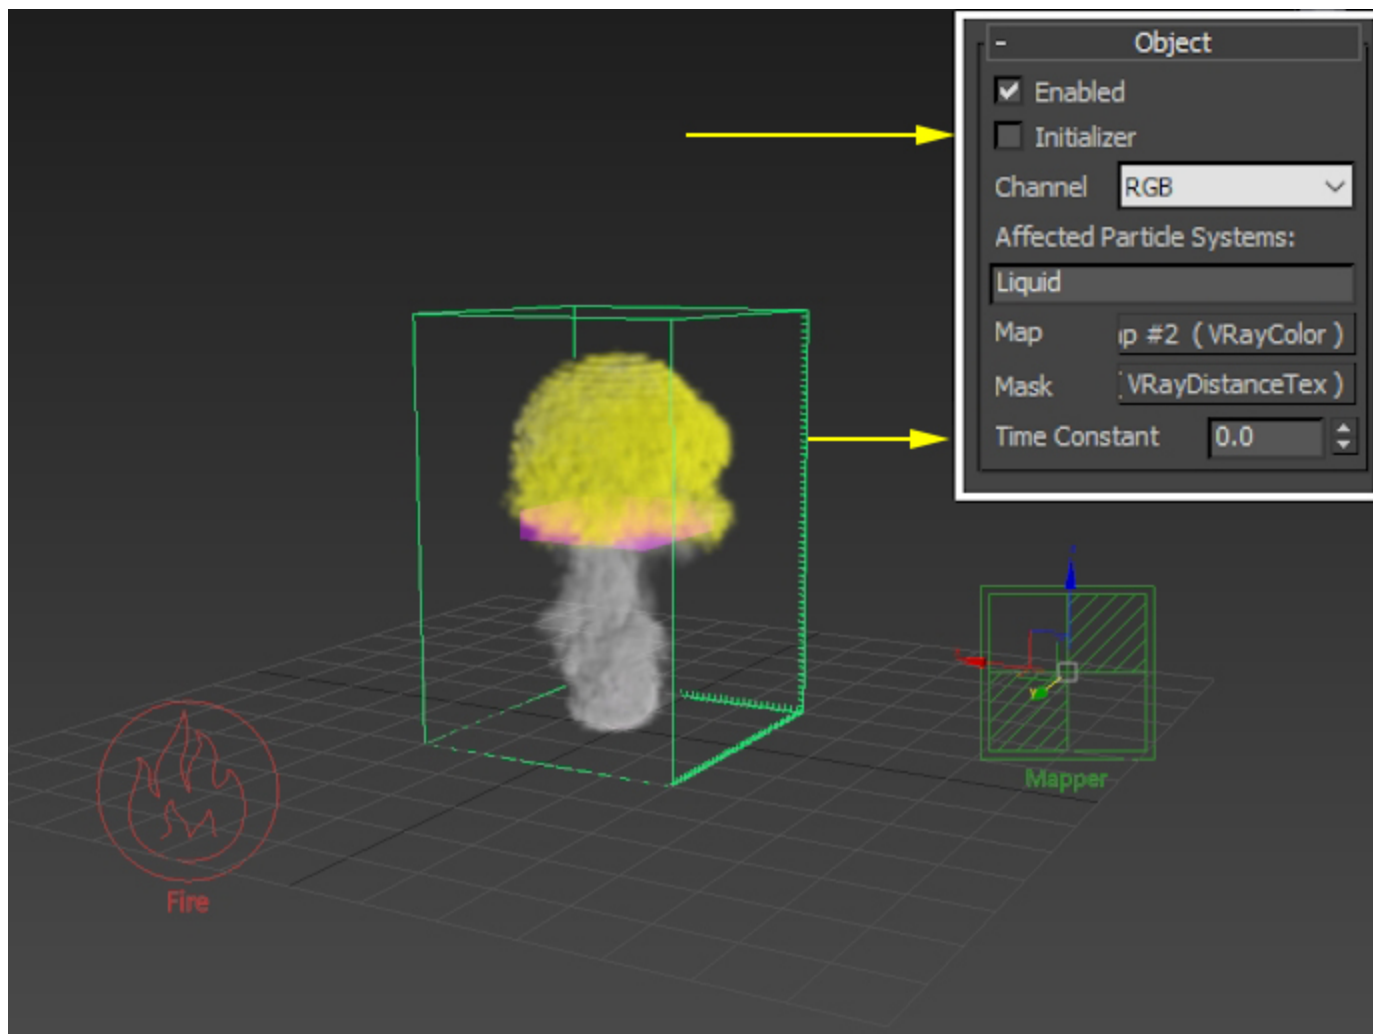 - Object
Enabled
Initializer
Channel RGB
Affected Particle Systems:
Liquid
Map p #2 ( VRayColor )
Mask ( VRayDistanceTex )
Time Constant 0.0
Mapper
Fire